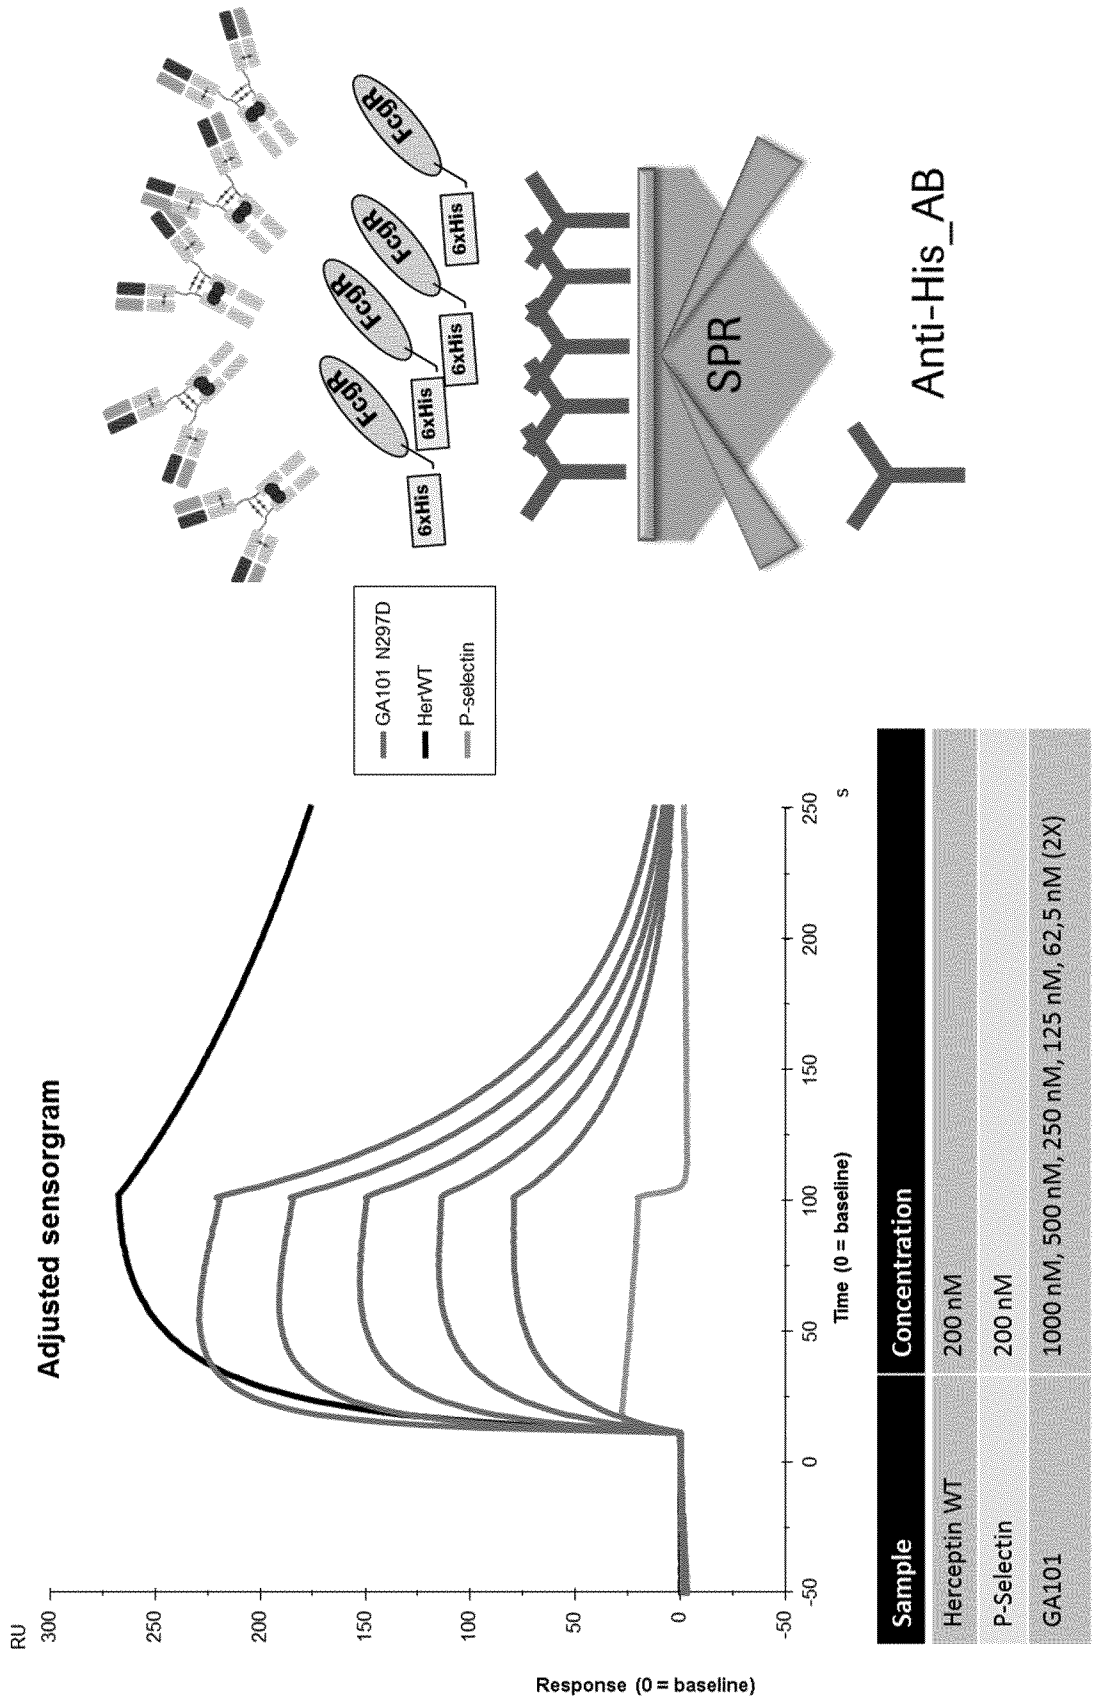 Adjusted sensorgram
RU
300
250
200
150
100
50
0
-50
Response (0 = baseline)
-50
0
50
100
150
200
250
s
Time (0 = baseline)
GA101 N297D
HerWT
P-selectin
Sample Concentration
Herceptin WT 200 nM
P-Selectin 200 nM
GA101 1000 nM, 500 nM, 250 nM, 125 nM, 62,5 nM (2X)
FcgR
FcgR
FcgR
FcgR
6xHis
6xHis
6xHis
6xHis
SPR
Anti-His_AB